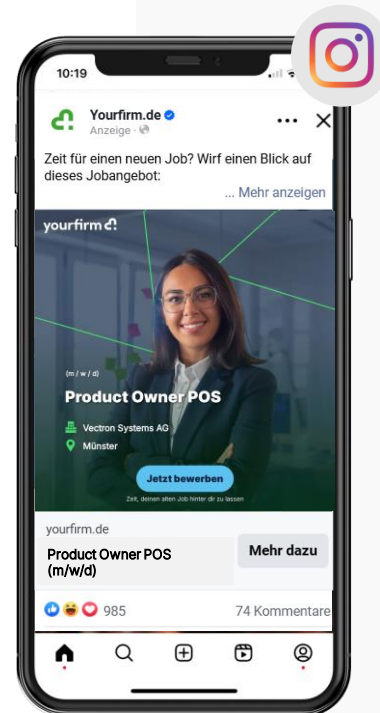 10:19
Yourfirm.de
Anzeige ·
Zeit für einen neuen Job? Wirf einen Blick auf
dieses Jobangebot:
... Mehr anzeigen
yourfirm
(m / w / d)
Product Owner POS
Vectron Systems AG
Münster
Jetzt bewerben
Zeit, deinen alten Job hinter dir zu lassen
yourfirm.de
Product Owner POS
(m/w/d)
Mehr dazu
985
74 Kommentare